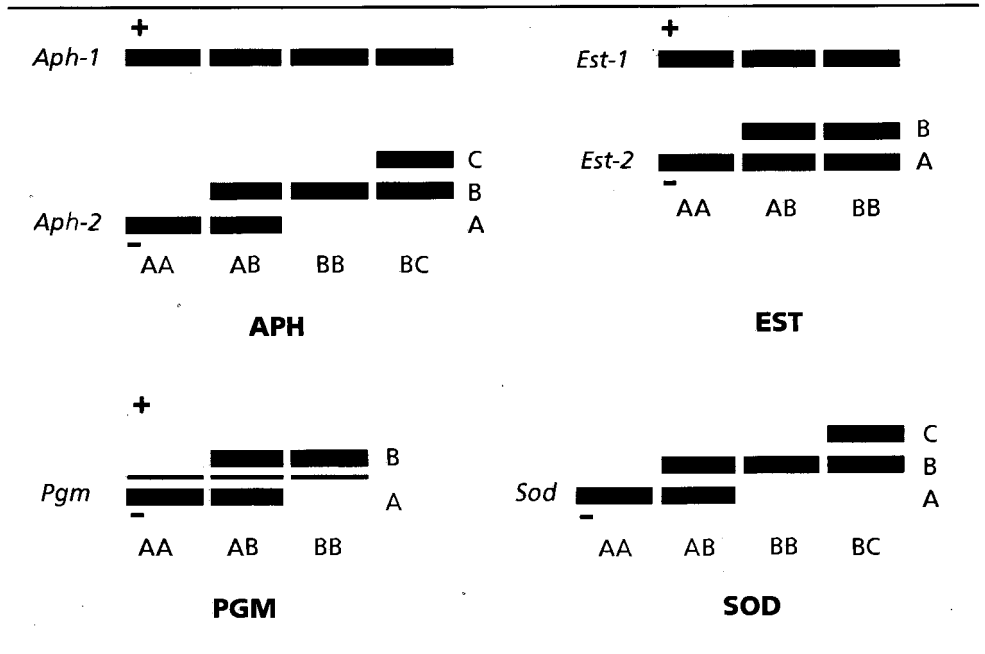 + +
Aph-1 Est-1
B
C Est-2 A
B -
Aph-2 A AA AB BB
-
AA AB BB BC
APH EST
+
C
B B
Pgm A Sod A
- -
AA AB BB AA AB BB BC
PGM SOD